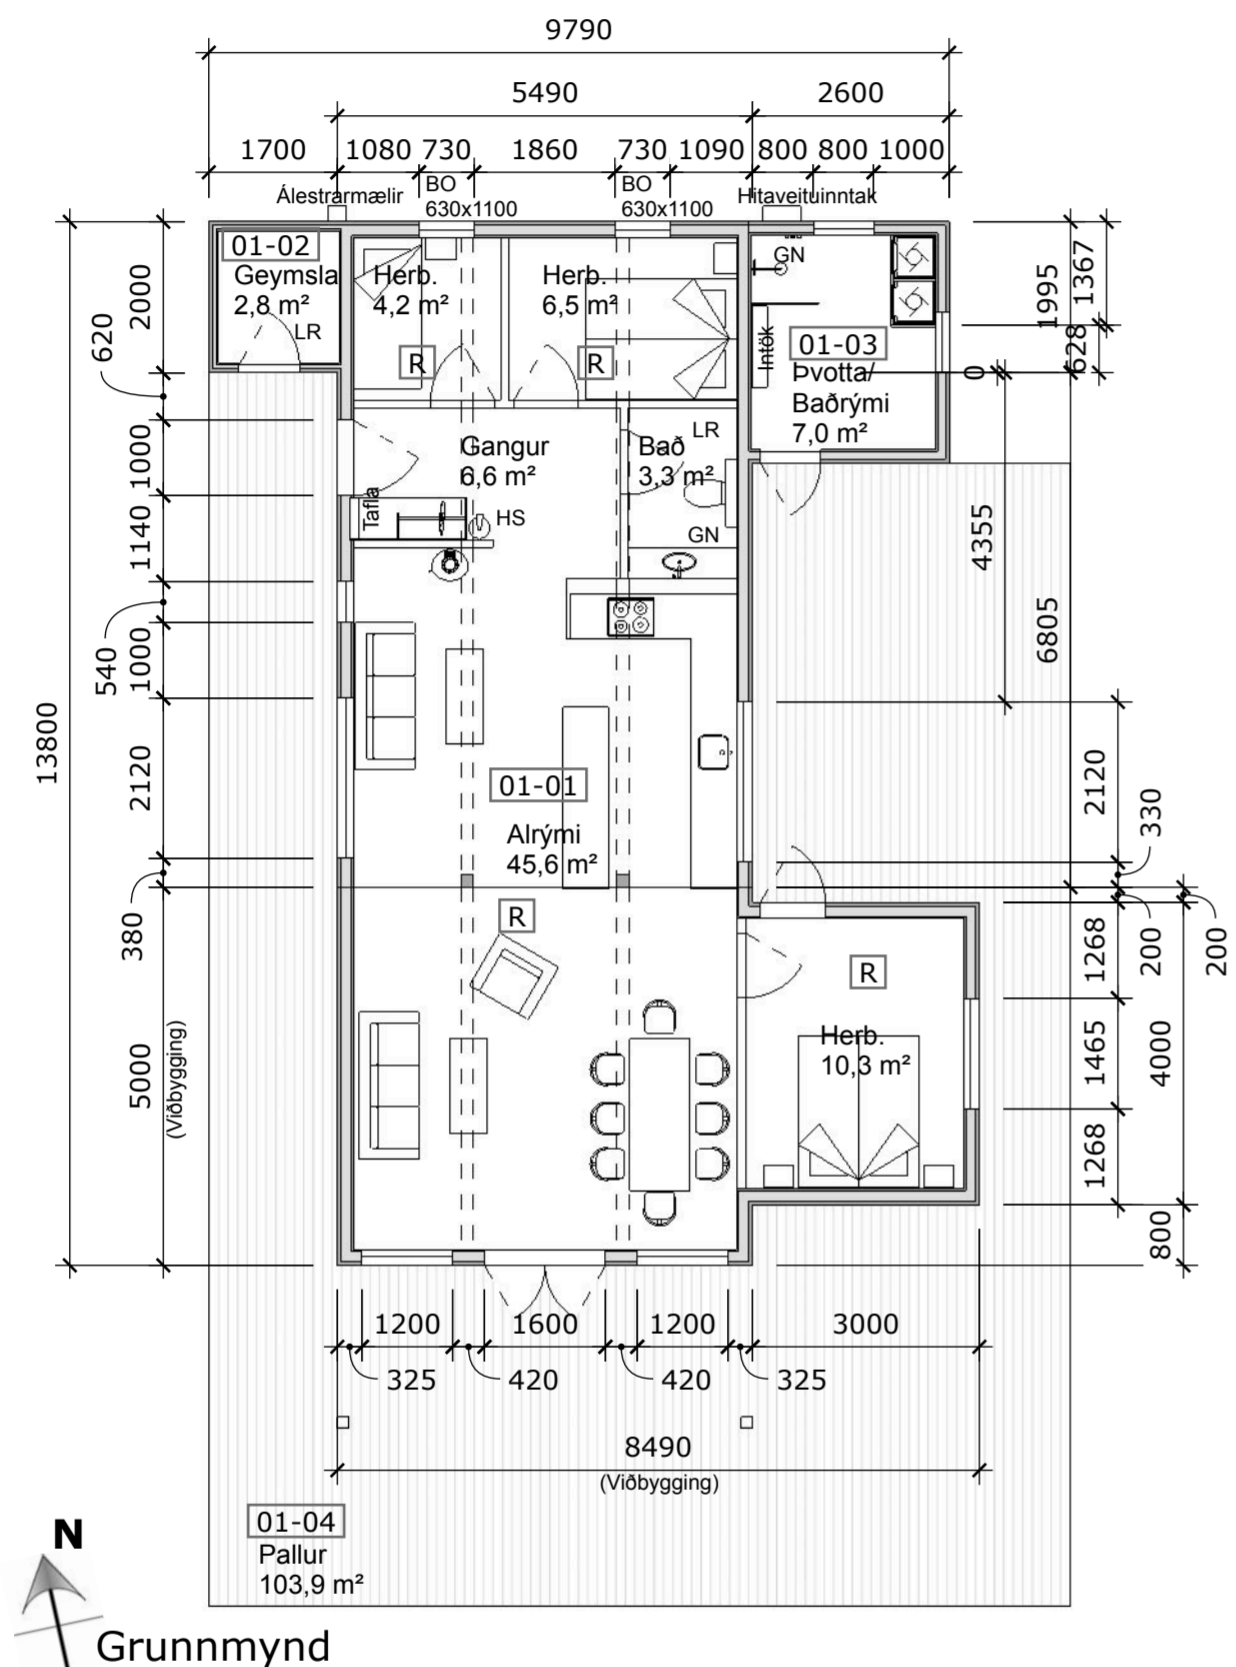 9790
5490 2600
1700 1080 730 1860 730 1090 800 800 1000
Álestrarmælir BO BO Hitaveituinntak
630x1100 630x1100
01-02
Geymsla
2,8 m²
LR
Herb.
4,2 m²
R
Herb.
6,5 m²
R
GN
Intök
01-03
Þvotta/
Baðrými
7,0 m²
Gangur
6,6 m²
Bað
3,3 m²
LR
GN
Tafla
HS
01-01
Alrými
45,6 m²
R
R
Herb.
10,3 m²
13800
2000
620
1000
1140
540
1000
2120
380
5000
(Viðbygging)
1995
1367
628
0
4355
6805
2120
330
200
200
1268
1465
1268
4000
800
1200 1600 1200 3000
325 420 420 325
8490
(Viðbygging)
01-04
Pallur
103,9 m²
N
Grunnmynd